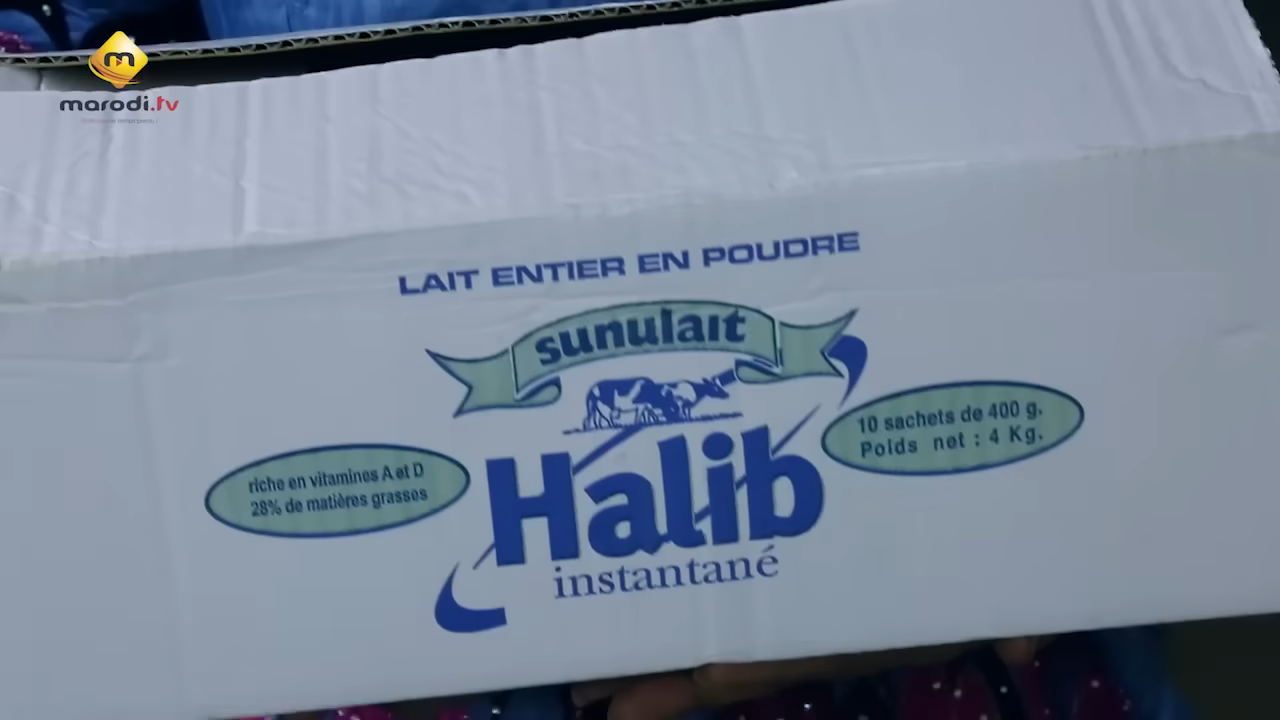 m
marodi.tv
LAIT ENTIER EN POUDRE
sunulait
Halib
instantané
riche en vitamines A et D
28% de matières grasses
10 sachets de 400 g.
Poids net : 4 Kg.